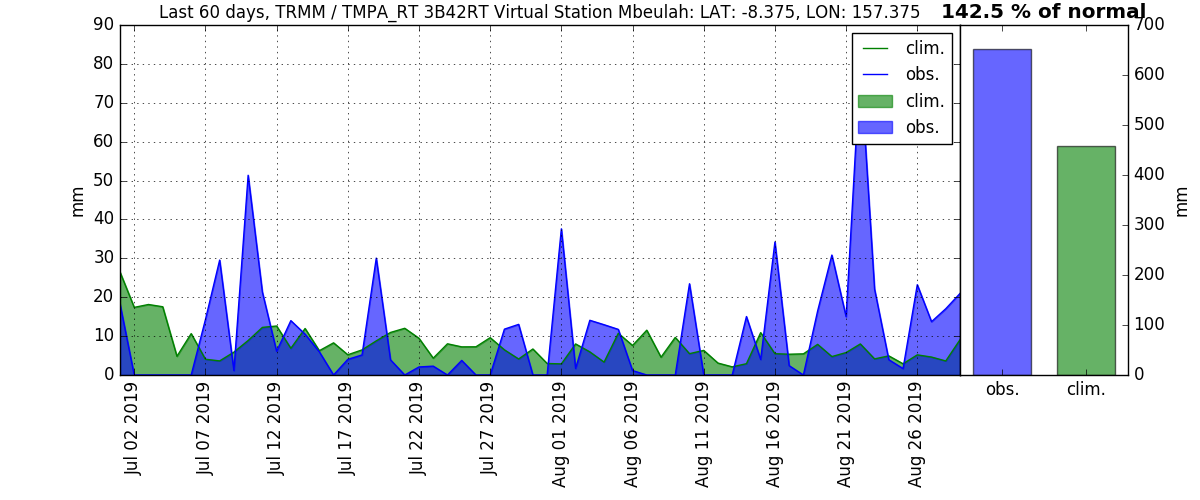 Last 60 days, TRMM / TMPA_RT 3B42RT Virtual Station Mbeulah: LAT: -8.375, LON: 157.375
142.5 % of normal
90
80
70
60
50
40
30
20
10
0
mm
clim.
obs.
clim.
obs.
700
600
500
400
300
200
100
0
mm
obs.
clim.
Jul 02 2019
Jul 07 2019
Jul 12 2019
Jul 17 2019
Jul 22 2019
Jul 27 2019
Aug 01 2019
Aug 06 2019
Aug 11 2019
Aug 16 2019
Aug 21 2019
Aug 26 2019